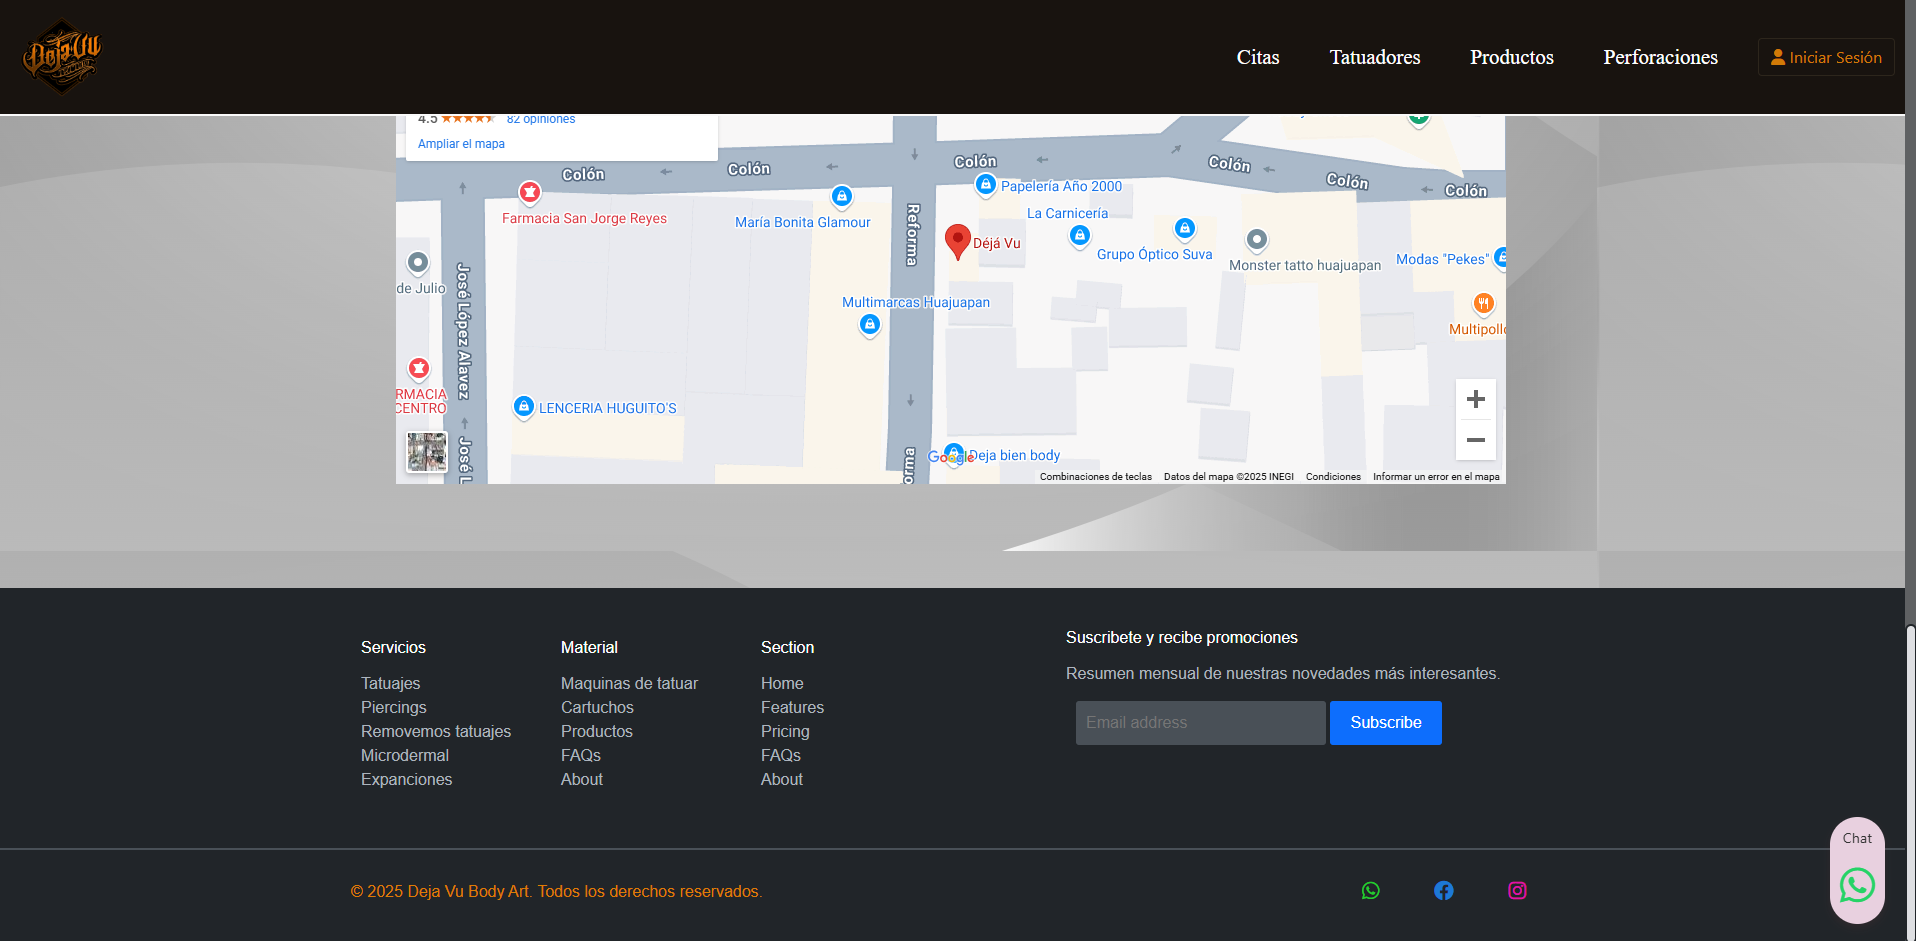 Deja Vu
Citas
Tatuadores
Productos
Perforaciones
Iniciar Sesión
4.5
82 opiniones
Ampliar el mapa
Colón
Colón
Colón
Colón
Colón
Colón
Farmacia San Jorge Reyes
María Bonita Glamour
Papelería Año 2000
La Carnicería
Reforma
Déjà Vu
Grupo Óptico Suva
Monster tatto huajuapan
Modas "Pekes"
de Julio
José López Alavez
Multimarcas Huajuapan
Multipollo
RMACIA
CENTRO
LENCERIA HUGUITO'S
José L
orma
Google
Deja bien body
Combinaciones de teclas
Datos del mapa ©2025 INEGI
Condiciones
Informar un error en el mapa
Servicios
Tatuajes
Piercings
Removemos tatuajes
Microdermal
Expanciones
Material
Maquinas de tatuar
Cartuchos
Productos
FAQs
About
Section
Home
Features
Pricing
FAQs
About
Suscribete y recibe promociones
Resumen mensual de nuestras novedades más interesantes.
Email address
Subscribe
Chat
© 2025 Deja Vu Body Art. Todos los derechos reservados.